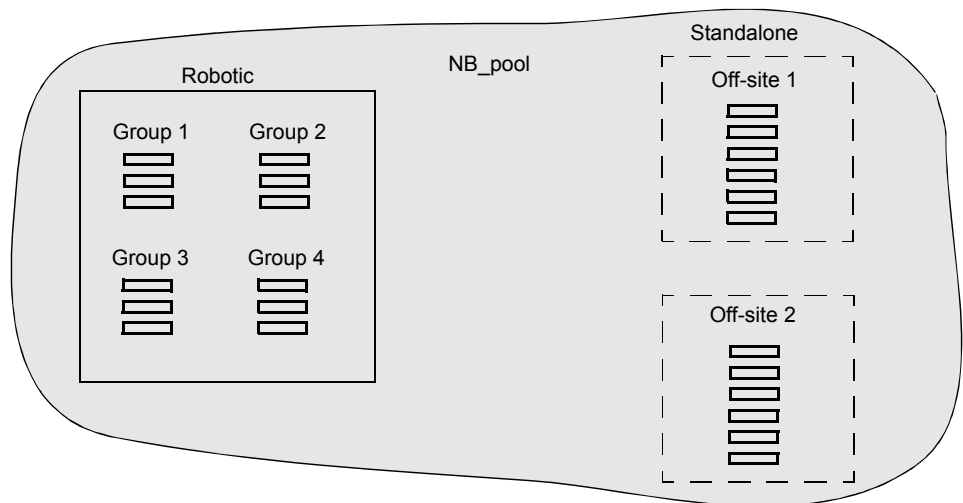 Standalone
NB_pool
Robotic
Off-site 1
Group 1
Group 2
Group 3
Group 4
Off-site 2